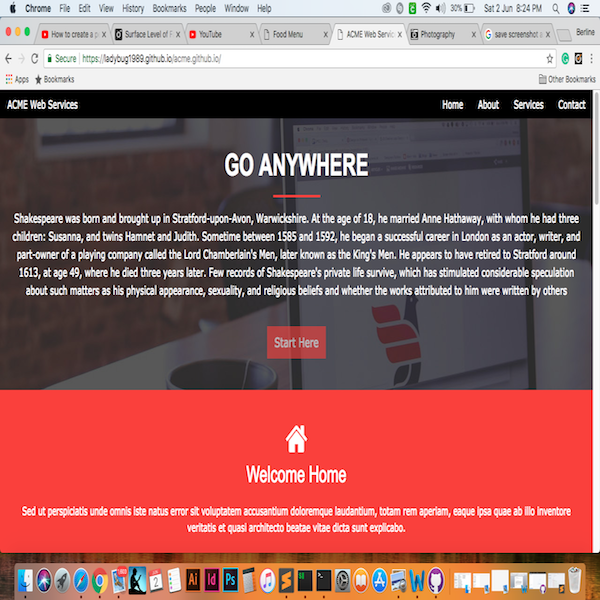 Chrome File Edit View History Bookmarks People Window Help 30% Sat 2 Jun 8:24 PM
How to create a p Surface Level of F YouTube Food Menu ACME Web Servic Photography save screenshot a Berline
Secure https://ladybug1989.github.io/acme.github.io/
Apps Bookmarks Other Bookmarks
ACME Web Services Home About Services Contact
GO ANYWHERE
Shakespeare was born and brought up in Stratford-upon-Avon, Warwickshire. At the age of 18, he married Anne Hathaway, with whom he had three
children: Susanna, and twins Hamnet and Judith. Sometime between 1585 and 1592, he began a successful career in London as an actor, writer, and
part-owner of a playing company called the Lord Chamberlain's Men, later known as the King's Men. He appears to have retired to Stratford around
1613, at age 49, where he died three years later. Few records of Shakespeare's private life survive, which has stimulated considerable speculation
about such matters as his physical appearance, sexuality, and religious beliefs and whether the works attributed to him were written by others
Start Here
Welcome Home
Sed ut perspiciatis unde omnis iste natus error sit voluptatem accusantium doloremque laudantium, totam rem aperiam, eaque ipsa quae ab illo inventore
veritatis et quasi architecto beatae vitae dicta sunt explicabo.
2 Ai Id Ps S W